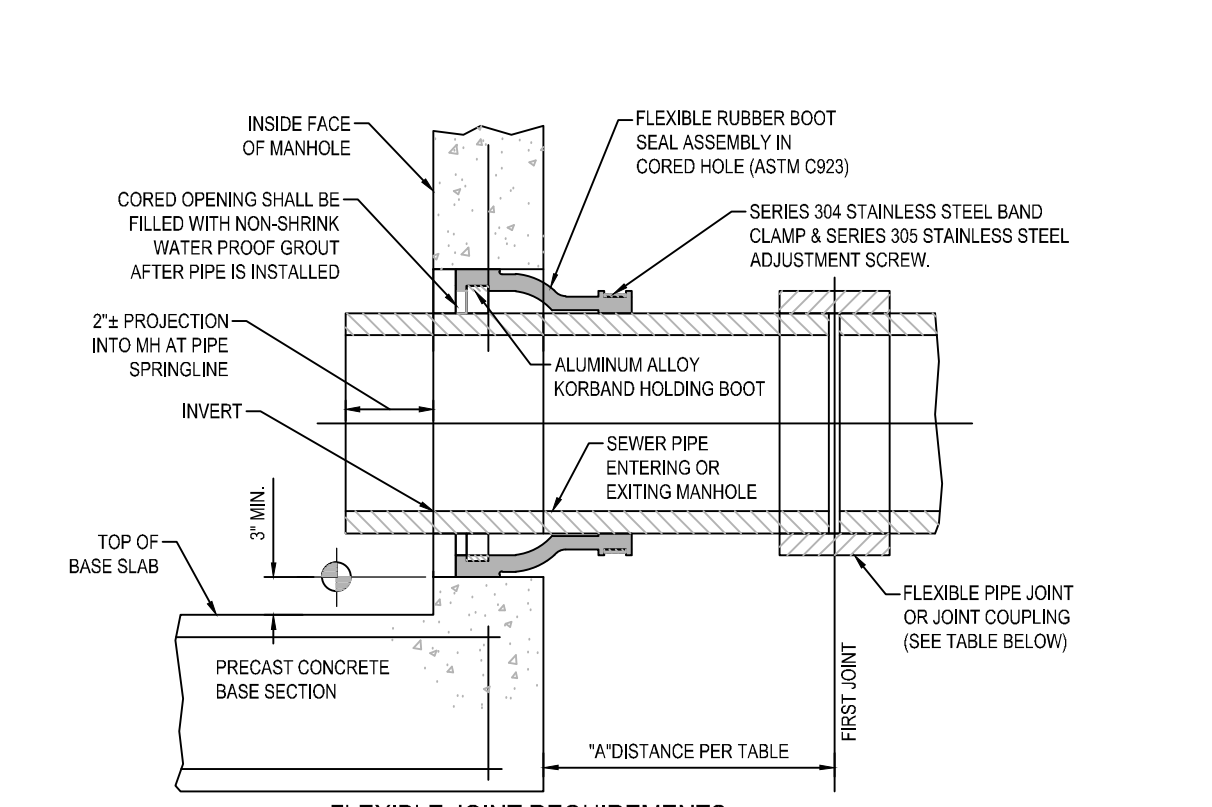 INSIDE FACE
OF MANHOLE
FLEXIBLE RUBBER BOOT
SEAL ASSEMBLY IN
CORED HOLE (ASTM C923)
CORED OPENING SHALL BE
FILLED WITH NON-SHRINK
WATER PROOF GROUT
AFTER PIPE IS INSTALLED
SERIES 304 STAINLESS STEEL BAND
CLAMP & SERIES 305 STAINLESS STEEL
ADJUSTMENT SCREW.
2"± PROJECTION
INTO MH AT PIPE
SPRINGLINE
ALUMINUM ALLOY
KORBAND HOLDING BOOT
INVERT
SEWER PIPE
ENTERING OR
EXITING MANHOLE
3" MIN.
TOP OF
BASE SLAB
FLEXIBLE PIPE JOINT
OR JOINT COUPLING
(SEE TABLE BELOW)
PRECAST CONCRETE
BASE SECTION
FIRST JOINT
"A"DISTANCE PER TABLE
FLEXIBLE JOINT REQUIREMENTS